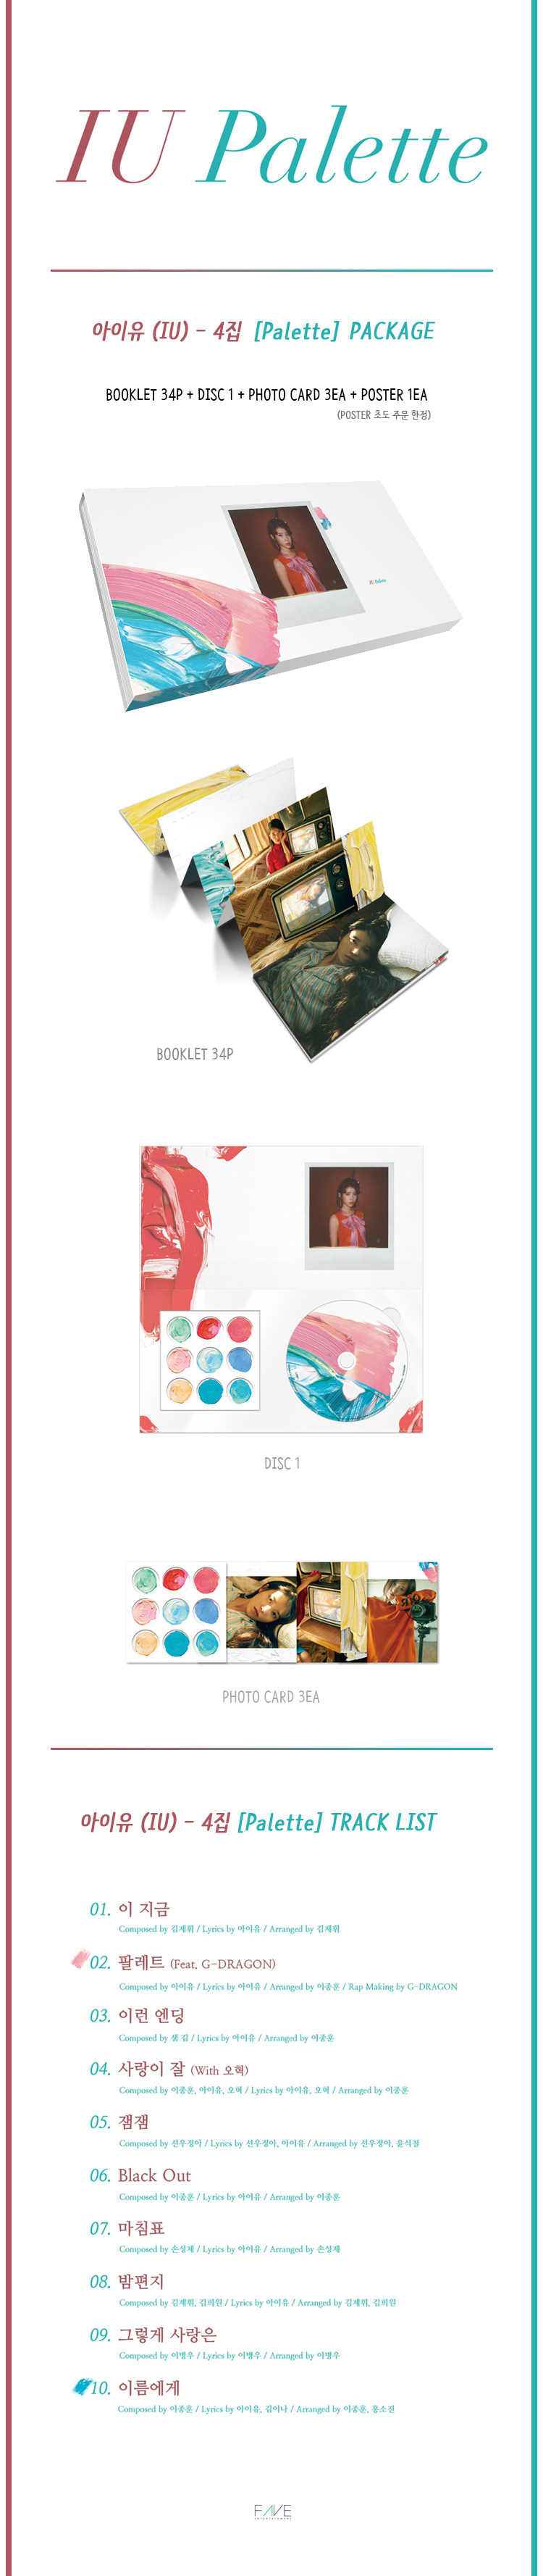 IU Palette
아이유 (IU) - 4집 [Palette] PACKAGE
BOOKLET 34P + DISC 1 + PHOTO CARD 3EA + POSTER 1EA
(POSTER 초도 주문 한정)
IU Palette
BOOKLET 34P
DISC 1
PHOTO CARD 3EA
아이유 (IU) - 4집 [Palette] TRACK LIST
01. 이 지금
Composed by 김제휘 / Lyrics by 아이유 / Arranged by 김제휘
02. 팔레트 (Feat. G-DRAGON)
Composed by 아이유 / Lyrics by 아이유 / Arranged by 이종훈 / Rap Making by G-DRAGON
03. 이런 엔딩
Composed by 샘 김 / Lyrics by 아이유 / Arranged by 이종훈
04. 사랑이 잘 (With 오혁)
Composed by 이종훈, 아이유, 오혁 / Lyrics by 아이유, 오혁 / Arranged by 이종훈
05. 잼잼
Composed by 선우정아 / Lyrics by 선우정아, 아이유 / Arranged by 선우정아, 윤석철
06. Black Out
Composed by 이종훈 / Lyrics by 아이유 / Arranged by 이종훈
07. 마침표
Composed by 손성제 / Lyrics by 아이유 / Arranged by 손성제
08. 밤편지
Composed by 김제휘, 김희원 / Lyrics by 아이유 / Arranged by 김제휘, 김희원
09. 그렇게 사랑은
Composed by 이병우 / Lyrics by 이병우 / Arranged by 이병우
10. 이름에게
Composed by 이종훈 / Lyrics by 아이유, 김이나 / Arranged by 이종훈, 홍소진
FAVE